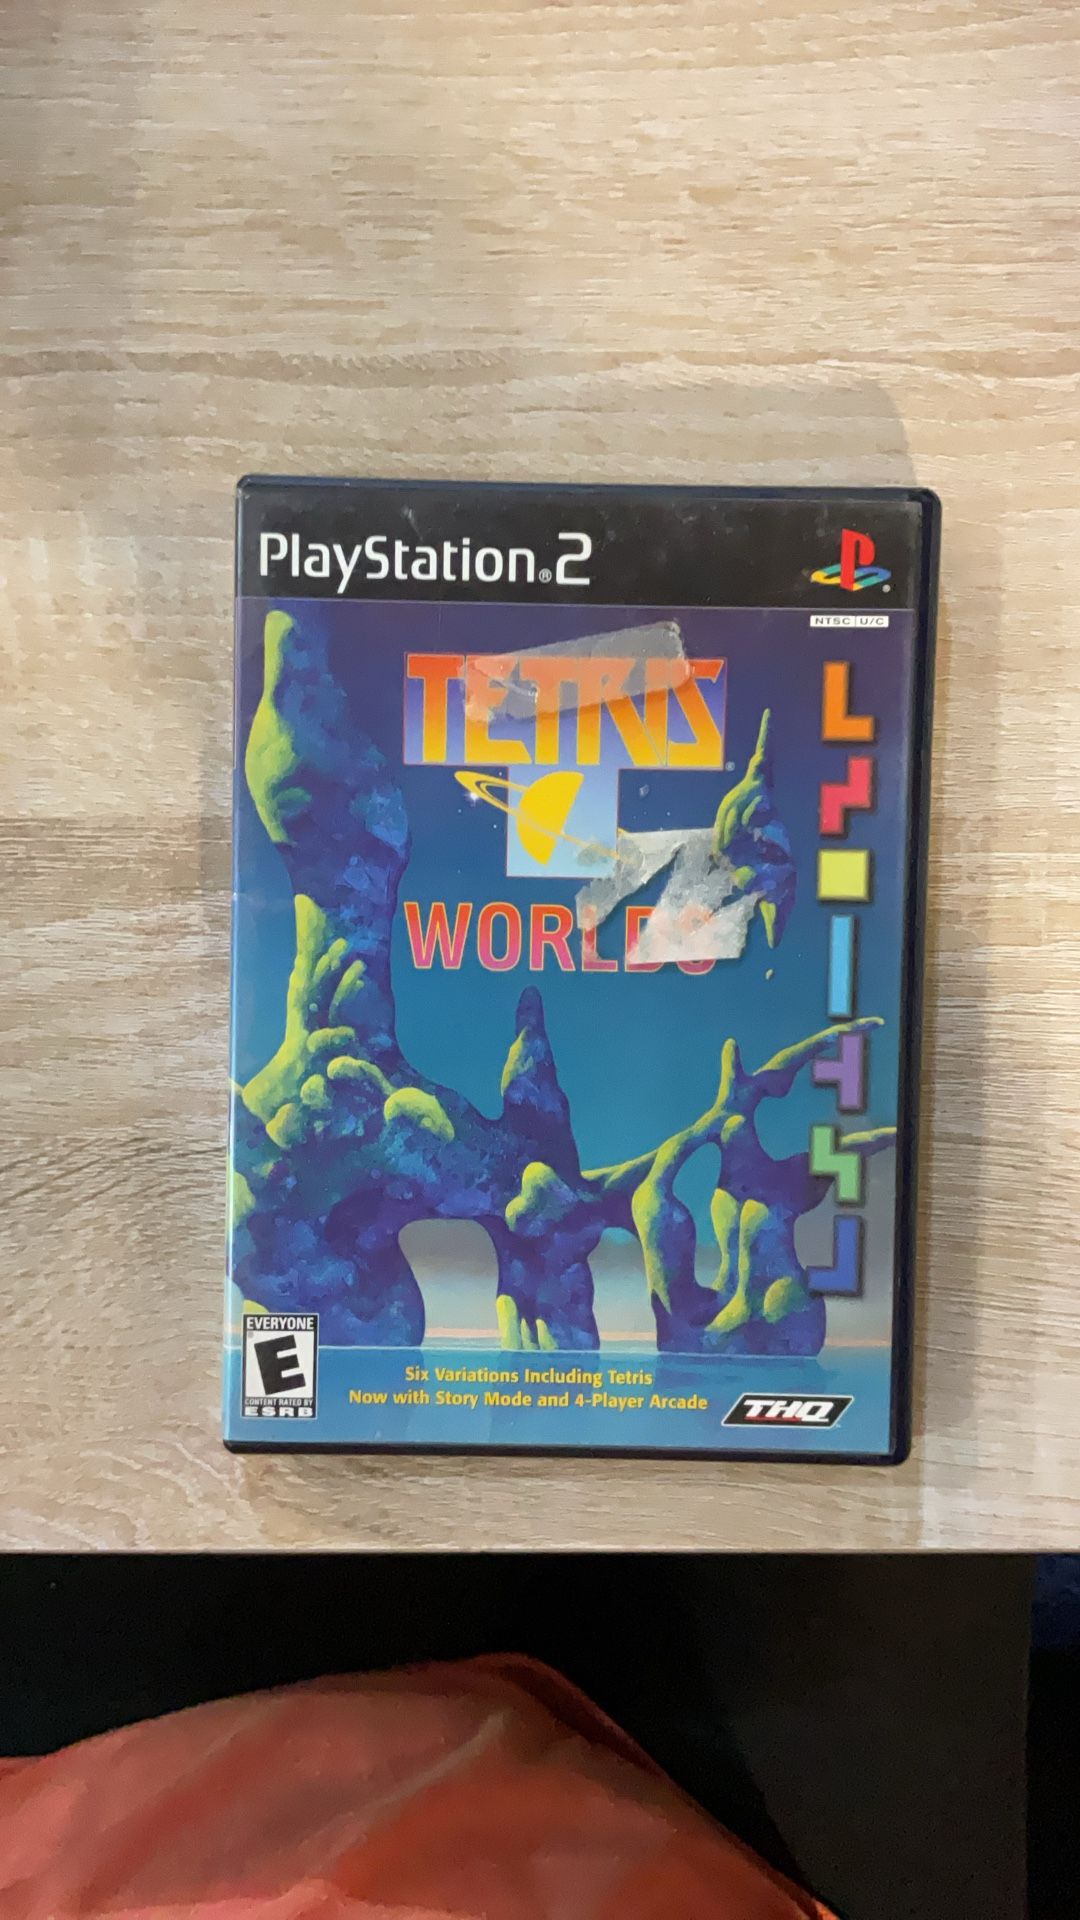 PlayStation®2
NTSC U/C
TETRIS®
WORLDS
EVERYONE
E
CONTENT RATED BY
ESRB
Six Variations Including Tetris
Now with Story Mode and 4-Player Arcade
THQ